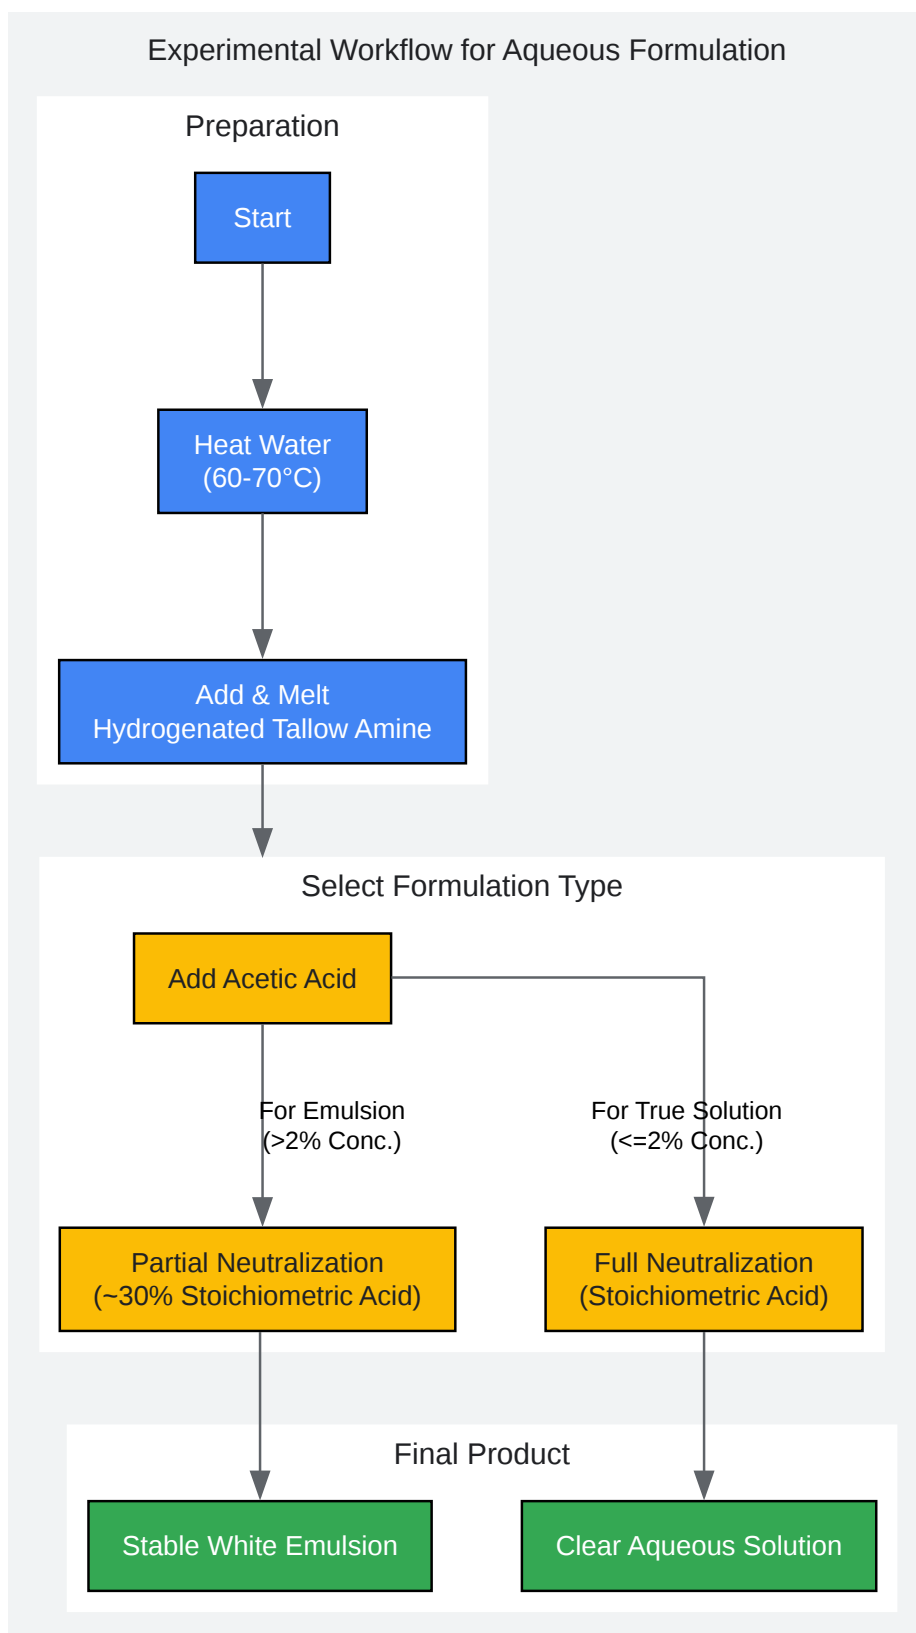 Experimental Workflow for Aqueous Formulation
Preparation
Start
Heat Water
(60-70°C)
Add & Melt
Hydrogenated Tallow Amine
Select Formulation Type
Add Acetic Acid
For Emulsion
(>2% Conc.)
For True Solution
(<=2% Conc.)
Partial Neutralization
(~30% Stoichiometric Acid)
Full Neutralization
(Stoichiometric Acid)
Final Product
Stable White Emulsion
Clear Aqueous Solution